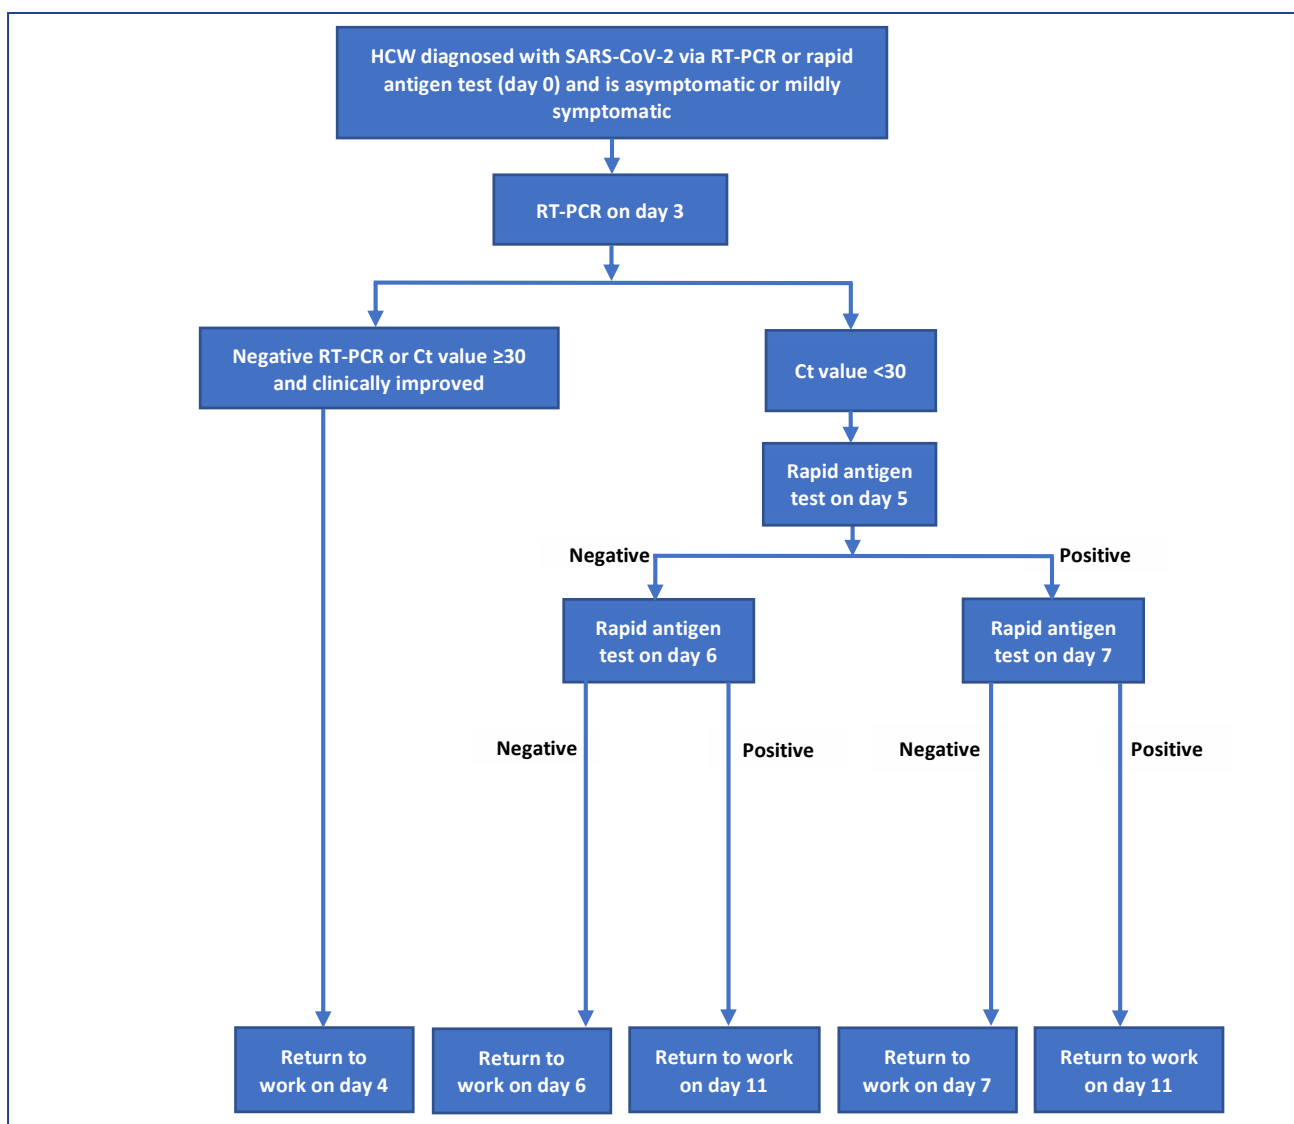 HCW diagnosed with SARS-CoV-2 via RT-PCR or rapid
antigen test (day 0) and is asymptomatic or mildly
symptomatic
RT-PCR on day 3
Negative RT-PCR or Ct value ≥30
and clinically improved
Ct value <30
Rapid antigen
test on day 5
Negative
Positive
Rapid antigen
test on day 6
Rapid antigen
test on day 7
Negative
Positive
Negative
Positive
Return to
work on day 4
Return to
work on day 6
Return to work
on day 11
Return to
work on day 7
Return to work
on day 11